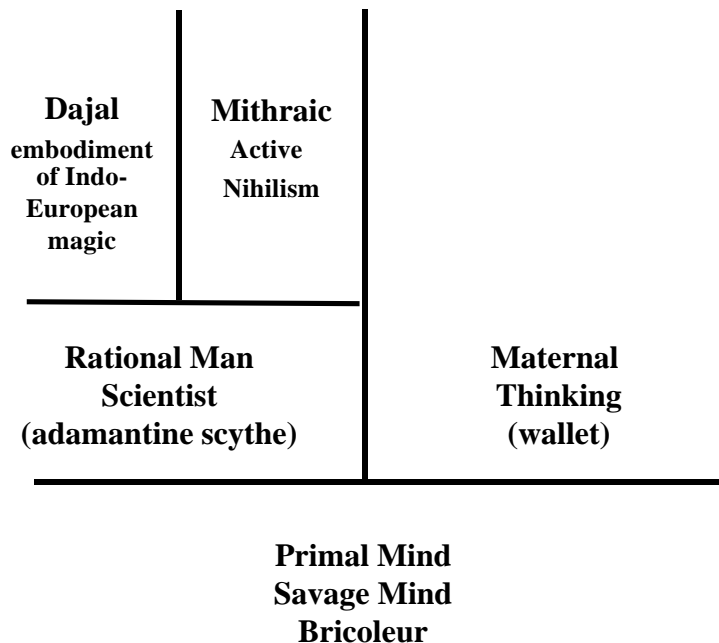 Dajal
embodiment
of Indo-
European
magic
Mithraic
Active
Nihilism
Rational Man
Scientist
(adamantine scythe)
Maternal
Thinking
(wallet)
Primal Mind
Savage Mind
Bricoleur